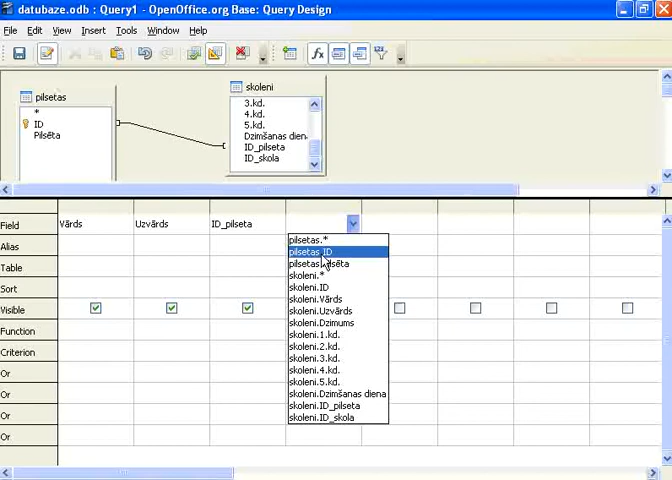 datubaze.odb : Query1 - OpenOffice.org Base: Query Design
File Edit View Insert Tools Window Help
pilsetas
*
ID
Pilsēta
skoleni
3.kd.
4.kd.
5.kd.
Dzimšanas diena
ID_pilseta
ID_skola
Field Vārds Uzvārds ID_pilseta
Alias
Table
Sort
Visible
Function
Criterion
Or
Or
Or
Or
pilsetas.*
pilsetas.ID
pilsetas.Pilsēta
skoleni.*
skoleni.ID
skoleni.Vārds
skoleni.Uzvārds
skoleni.Dzimums
skoleni.1.kd.
skoleni.2.kd.
skoleni.3.kd.
skoleni.4.kd.
skoleni.5.kd.
skoleni.Dzimšanas diena
skoleni.ID_pilseta
skoleni.ID_skola